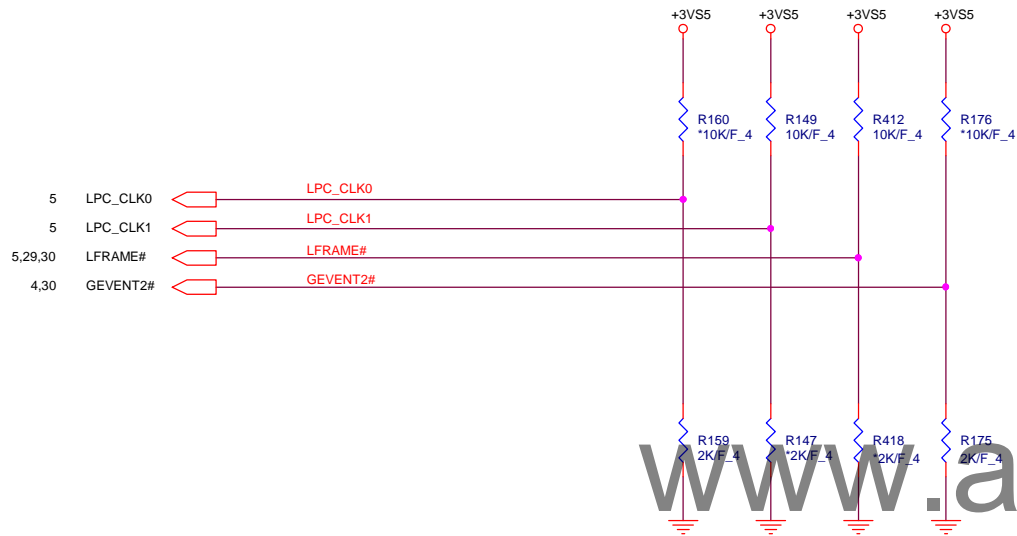 +3VS5 +3VS5 +3VS5 +3VS5
R160 R149 R412 R176
*10K/F_4 10K/F_4 10K/F_4 *10K/F_4
5 LPC_CLK0 LPC_CLK0
5 LPC_CLK1 LPC_CLK1
5,29,30 LFRAME# LFRAME#
4,30 GEVENT2# GEVENT2#
R159 R147 R418 R175
2K/F_4 *2K/F_4 *2K/F_4 2K/F_4
www.a